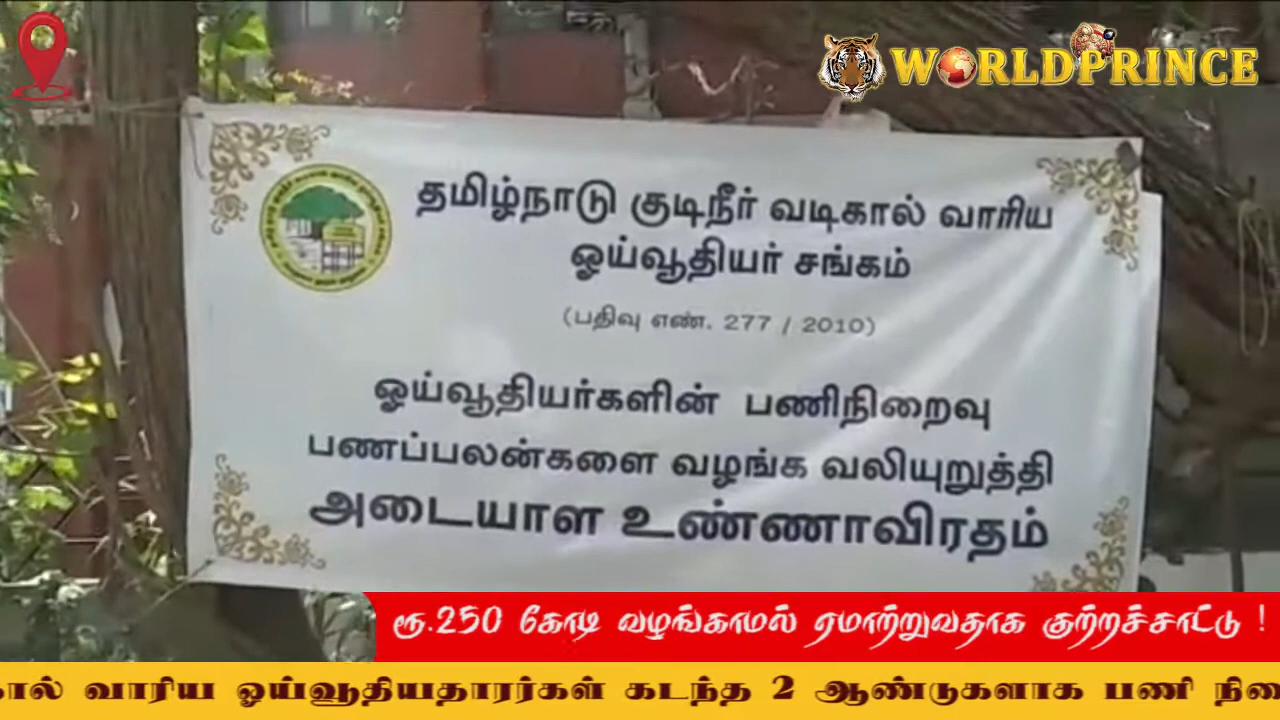 WORLDPRINCE
தமிழ்நாடு குடிநீர் வடிகால் வாரிய
ஓய்வூதியர் சங்கம்
(பதிவு எண். 277 / 2010)
ஓய்வூதியர்களின் பணிநிறைவு
பணப்பலன்களை வழங்க வலியுறுத்தி
அடையாள உண்ணாவிரதம்
ரூ.250 கோடி வழங்காமல் ஏமாற்றுவதாக குற்றச்சாட்டு !
வாரிய ஓய்வூதியதாரர்கள் கடந்த 2 ஆண்டுகளாக பணி